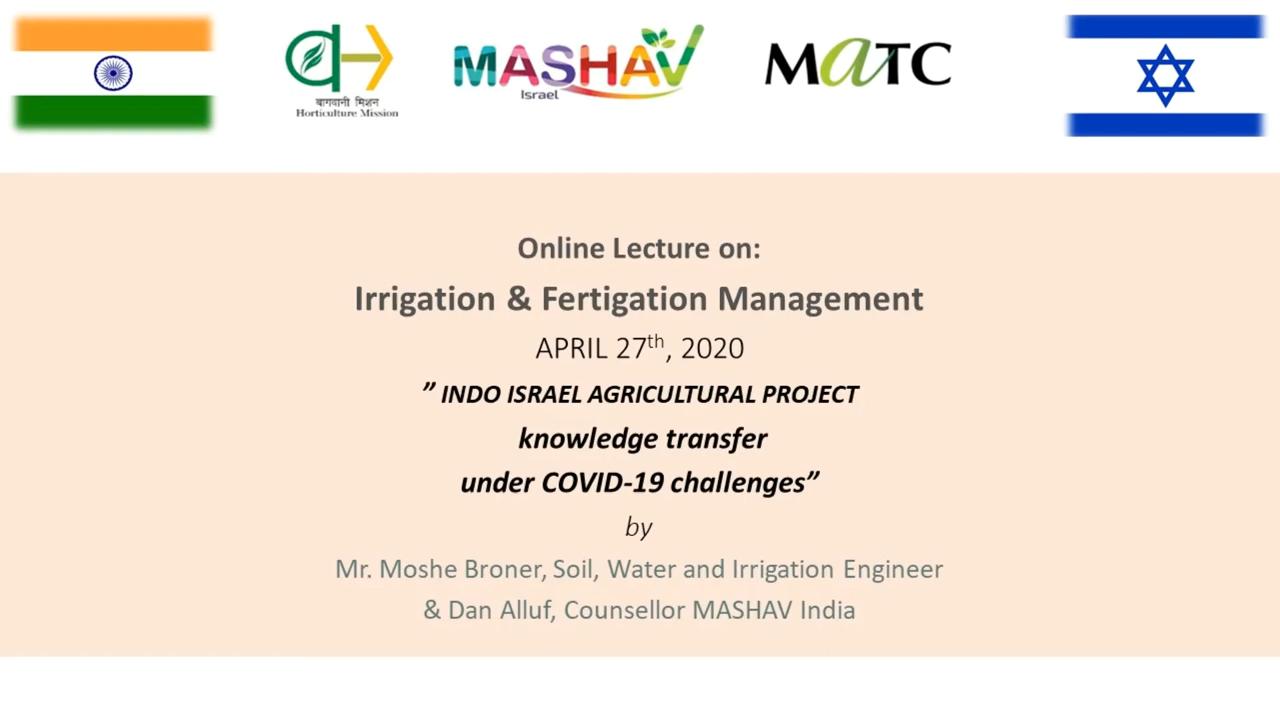 बागवानी मिशन
Horticulture Mission
MASHAV
Israel
MATC
Online Lecture on:
Irrigation & Fertigation Management
APRIL 27th, 2020
” INDO ISRAEL AGRICULTURAL PROJECT
knowledge transfer
under COVID-19 challenges”
by
Mr. Moshe Broner, Soil, Water and Irrigation Engineer
& Dan Alluf, Counsellor MASHAV India